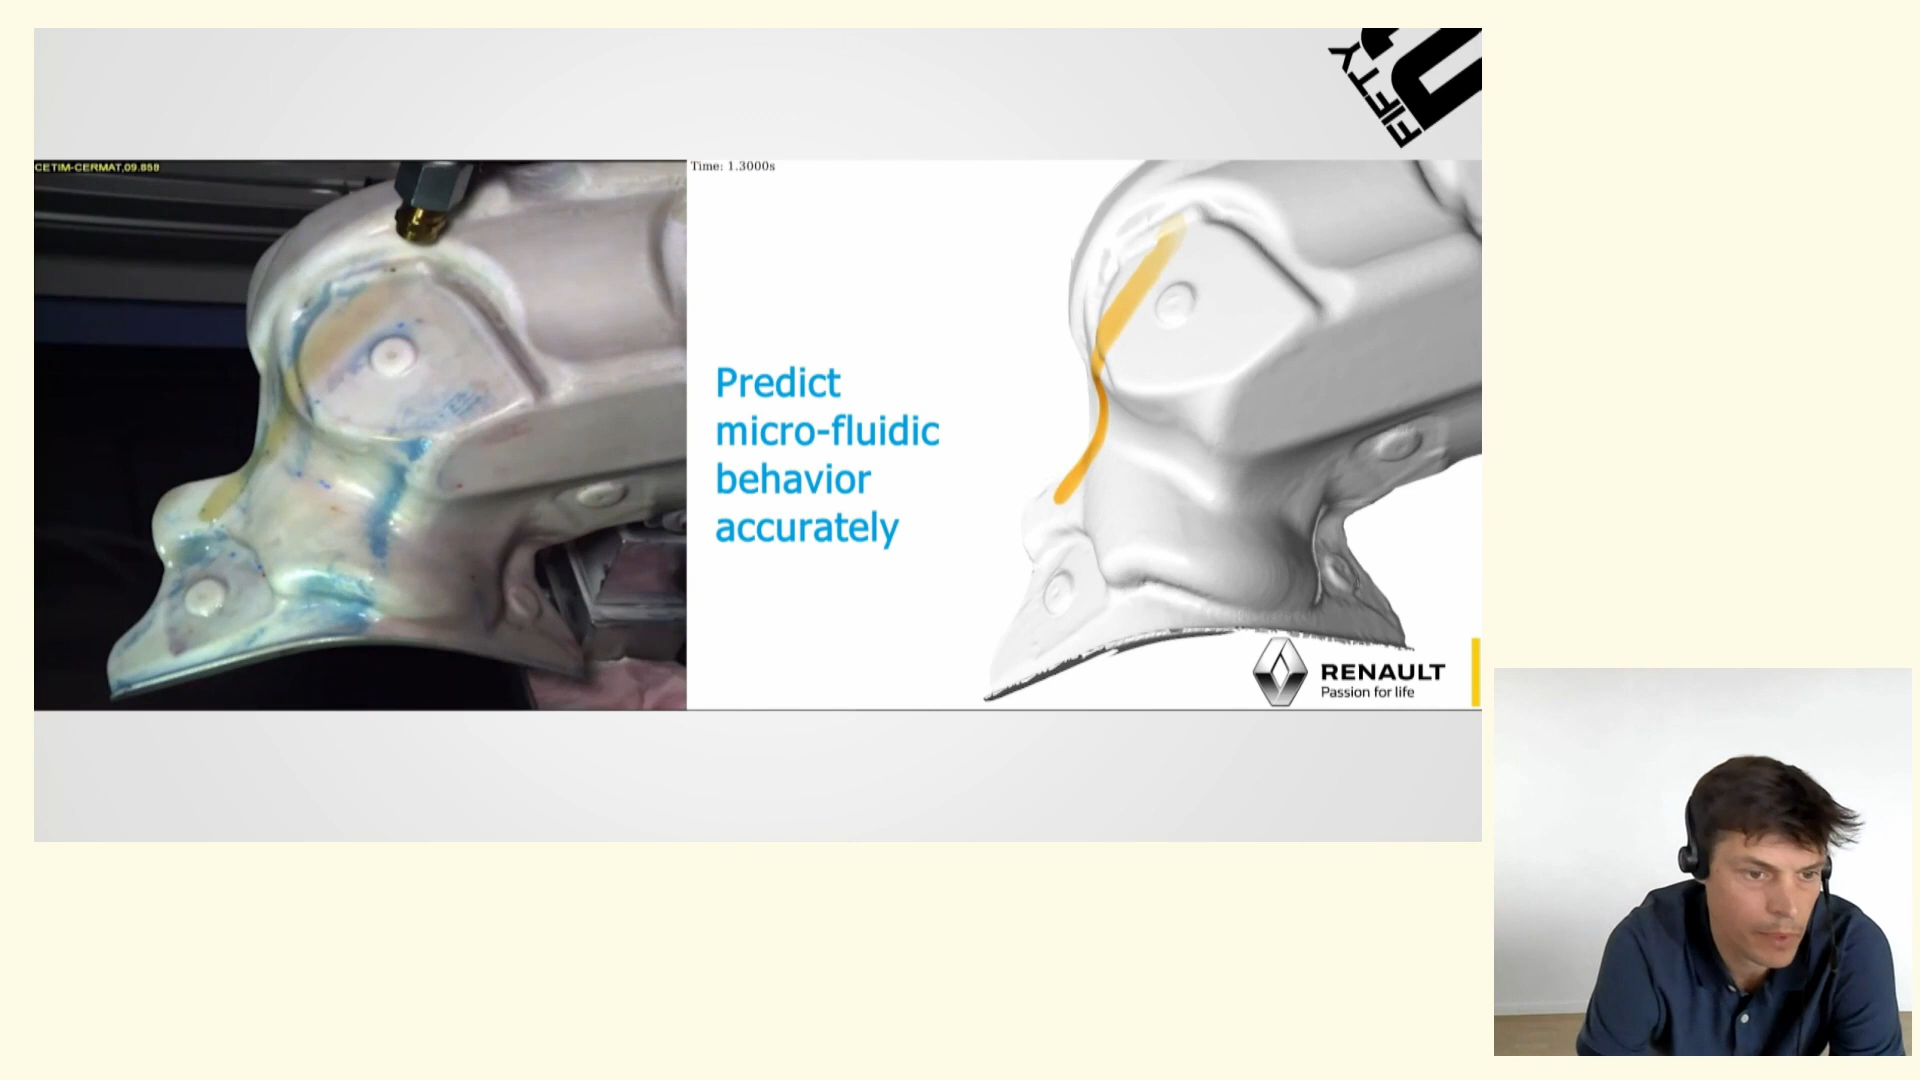 FIFTY
CETIM-CERMAT,09.858
Time: 1.3000s
Predict
micro-fluidic
behavior
accurately
RENAULT
Passion for life